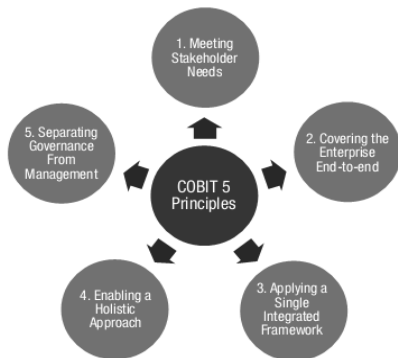 1. Meeting
Stakeholder
Needs
5. Separating
Governance
From
Management
2. Covering the
Enterprise
End-to-end
COBIT 5
Principles
4. Enabling a
Holistic
Approach
3. Applying a
Single
Integrated
Framework